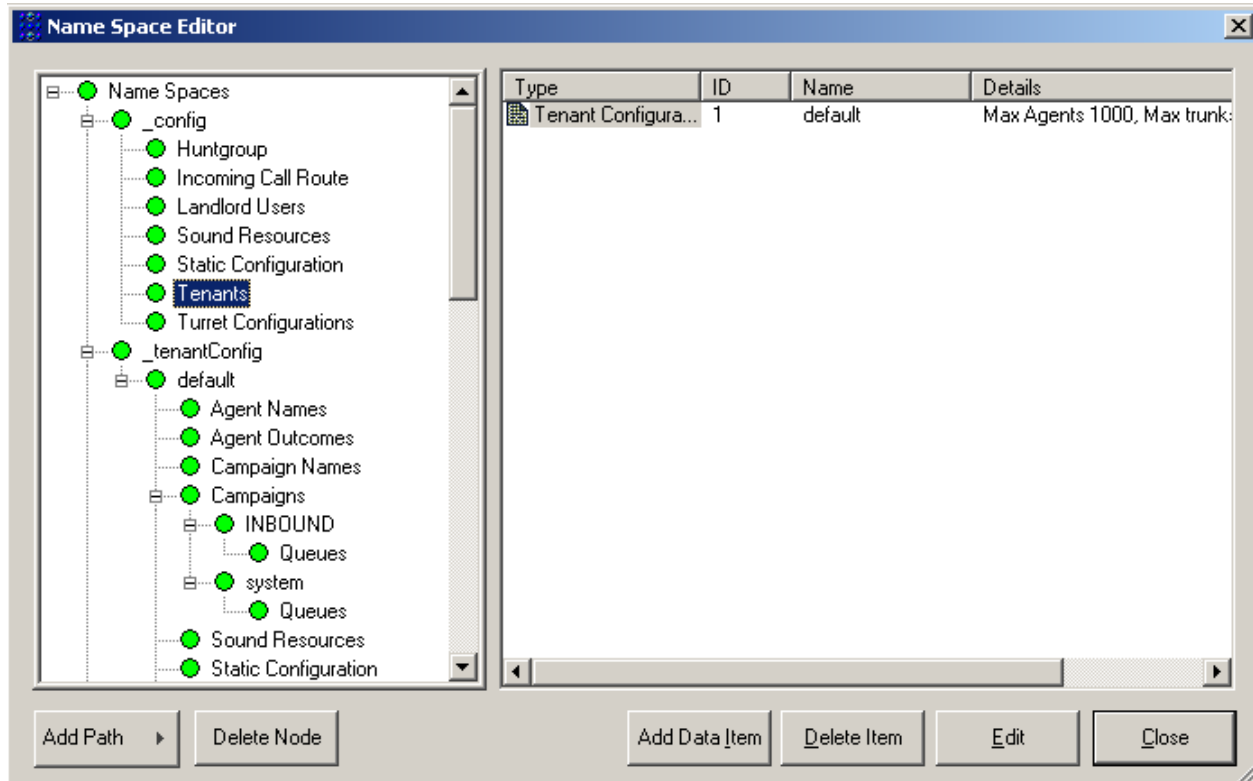 Name Space Editor
Name Spaces
_config
Huntgroup
Incoming Call Route
Landlord Users
Sound Resources
Static Configuration
Tenants
Turret Configurations
_tenantConfig
default
Agent Names
Agent Outcomes
Campaign Names
Campaigns
INBOUND
Queues
system
Queues
Sound Resources
Static Configuration
Type ID Name Details
Tenant Configura... 1 default Max Agents 1000, Max trunk
Add Path Delete Node Add Data Item Delete Item Edit Close